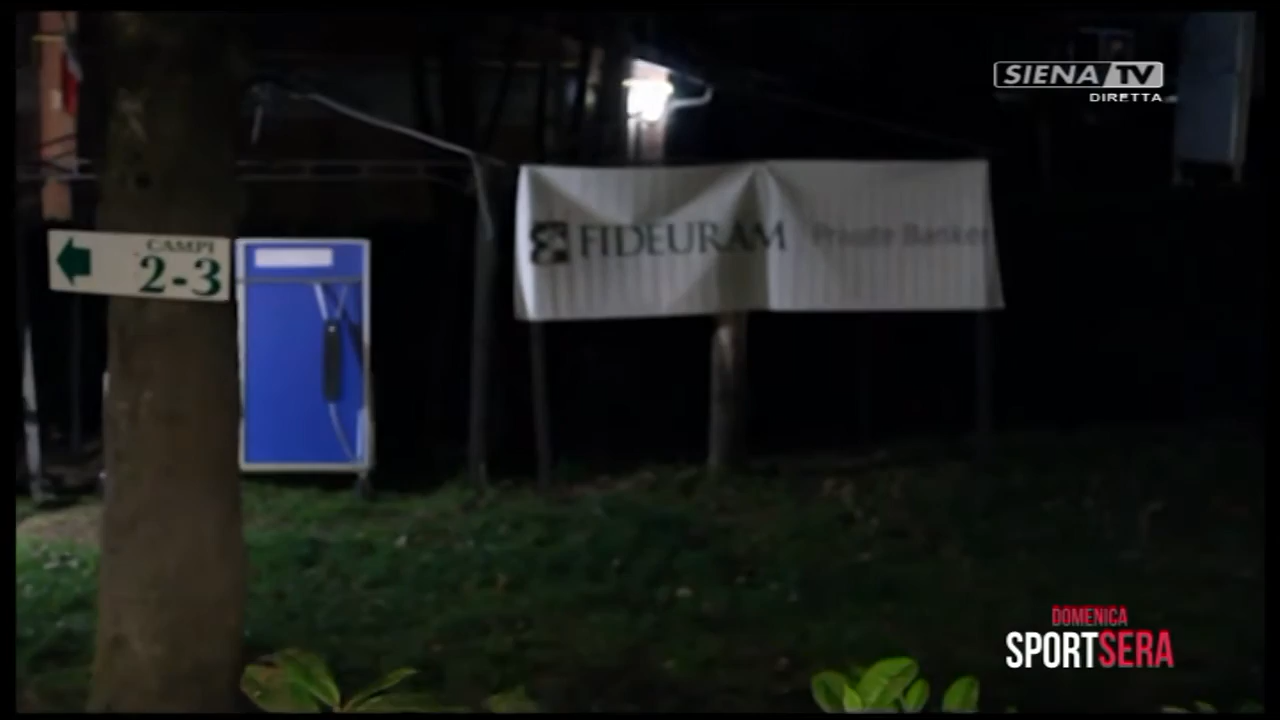 SIENA TV
DIRETTA
CAMPI
2-3
FIDEURAM Private Banker
DOMENICA
SPORTSERA